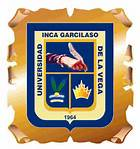 INCA GARCILASO
UNIVERSIDAD
DE LA VEGA
1964